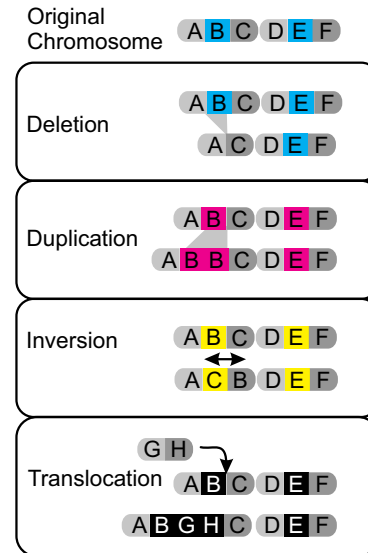 Original
Chromosome
A B C D E F
A B C D E F
Deletion
A C D E F
A B C D E F
Duplication
A B B C D E F
A B C D E F
Inversion
A C B D E F
G H
Translocation
A B C D E F
A B G H C D E F